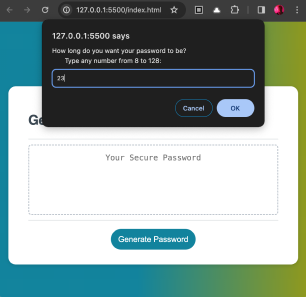 127.0.0.1:5500/index.html
127.0.0.1:5500 says
How long do you want your password to be?
Type any number from 8 to 128:
23
Cancel
OK
Ge
Your Secure Password
Generate Password